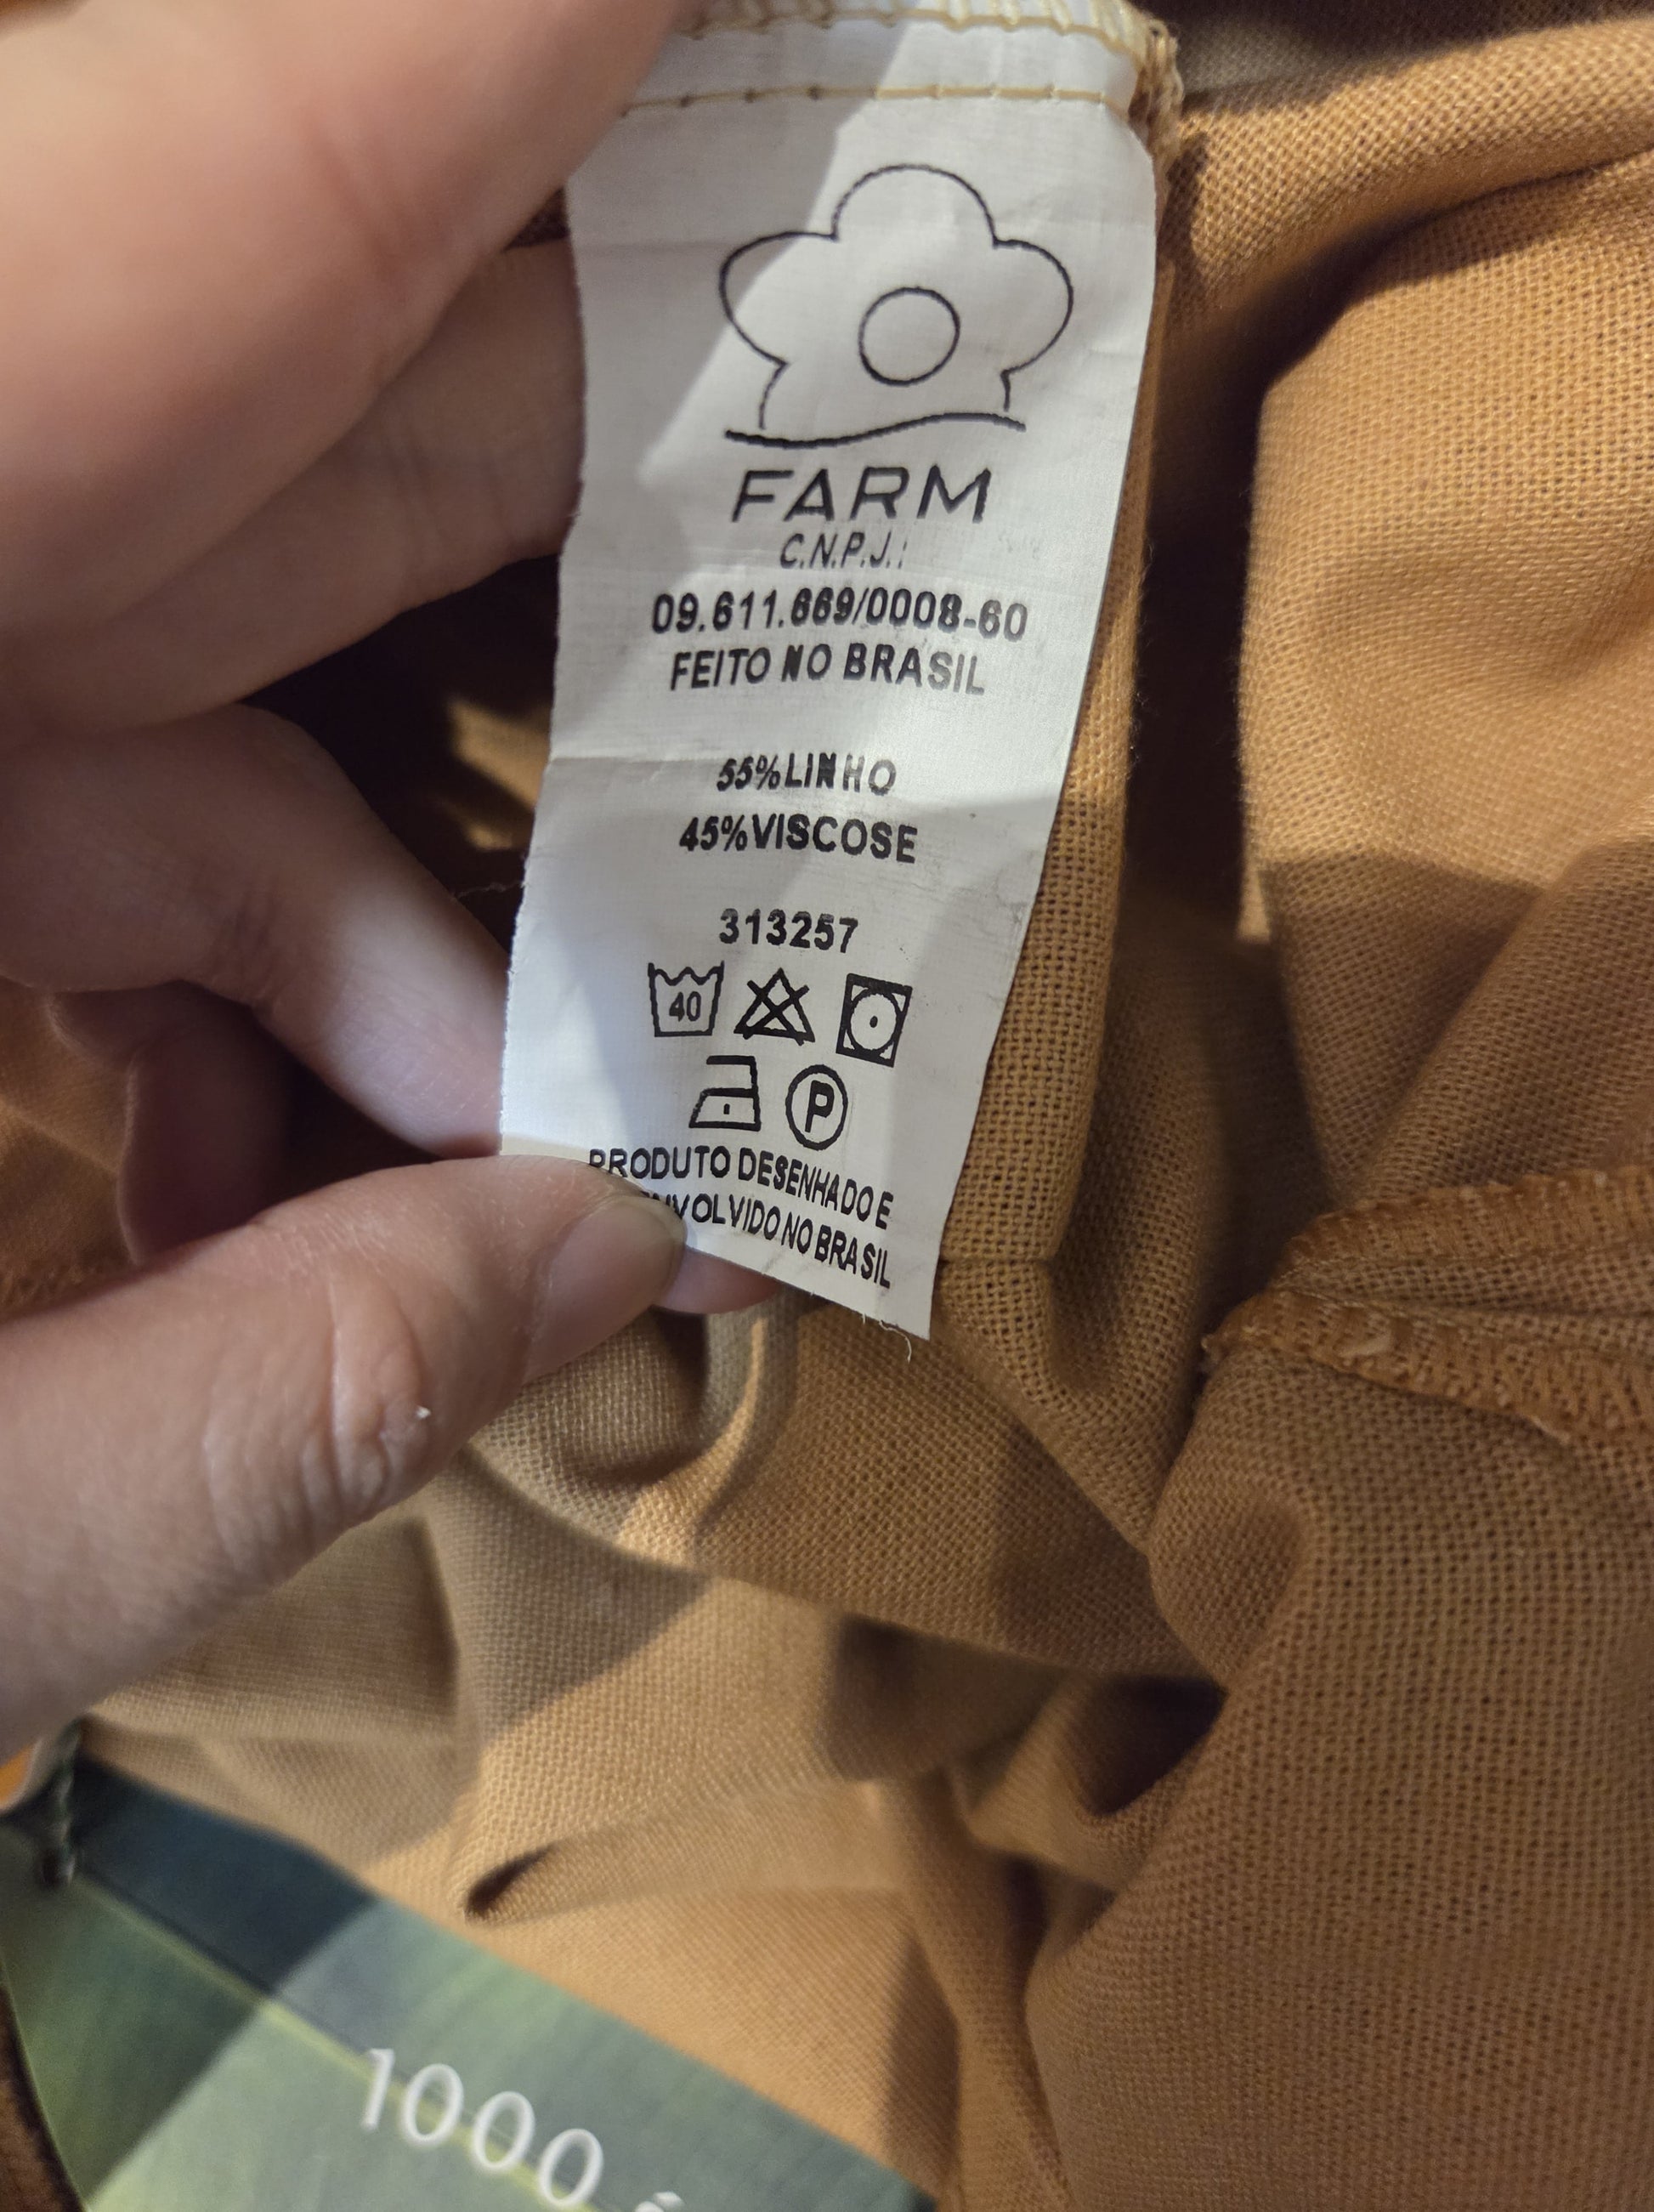 FARM
C.N.P.J.:
09.611.669/0008-60
FEITO NO BRASIL
55%LINHO
45%VISCOSE
313257
40
P
PRODUTO DESENHADO E
NVOLVIDO NO BRASIL
1000